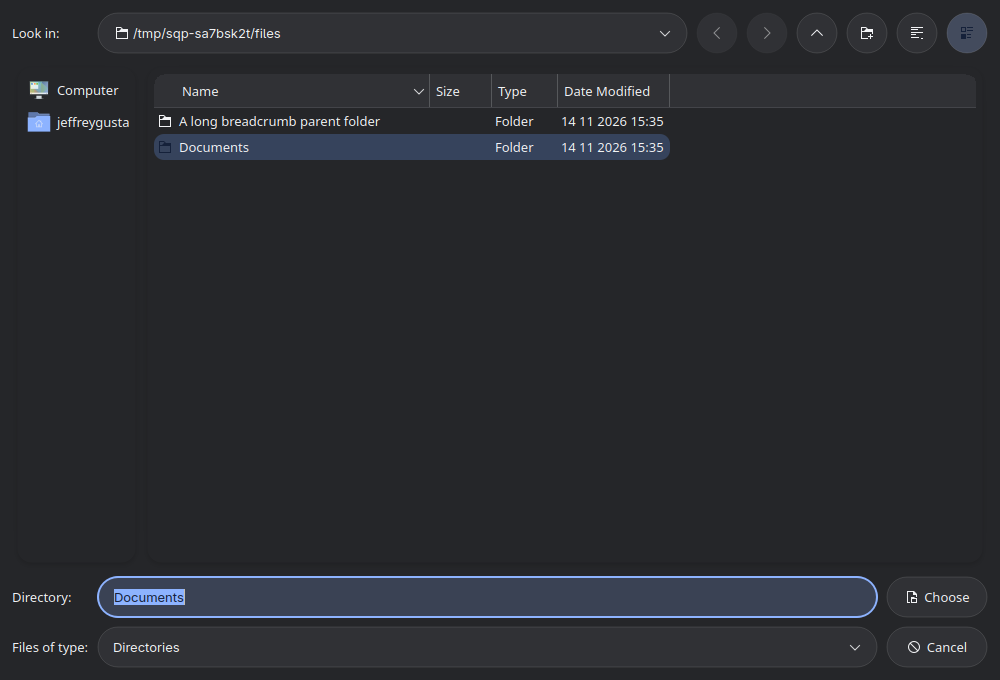 Look in: /tmp/sqp-sa7bsk2t/files
Computer
jeffreygusta
Name Size Type Date Modified
A long breadcrumb parent folder Folder 14 11 2026 15:35
Documents Folder 14 11 2026 15:35
Directory: Documents Choose
Files of type: Directories Cancel